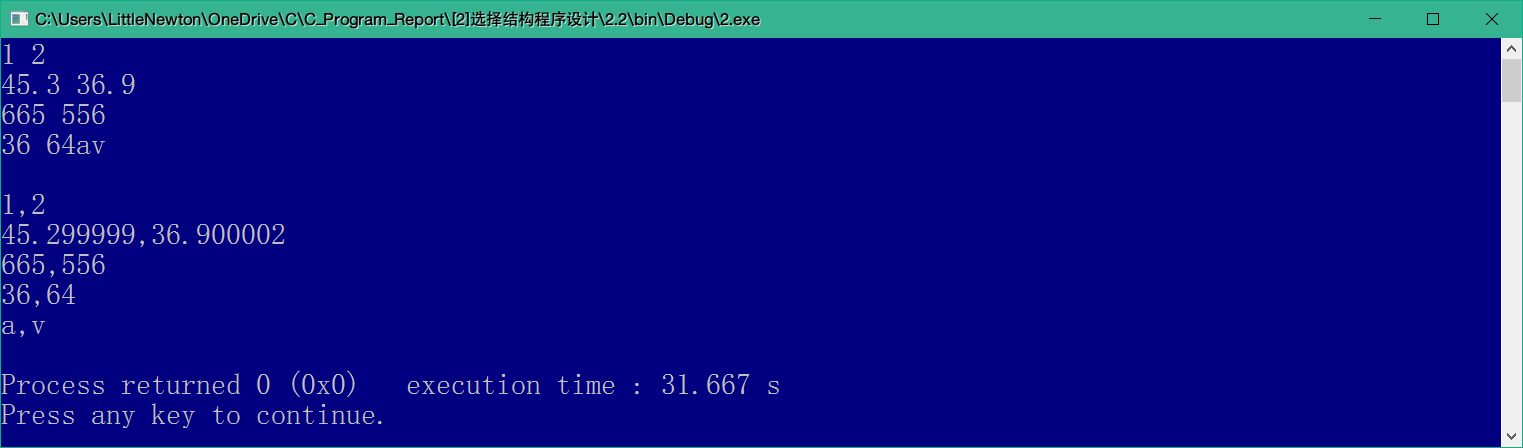 C:\Users\LittleNewton\OneDrive\C\C_Program_Report\[2]选择结构程序设计\2.2\bin\Debug\2.exe
1 2
45.3 36.9
665 556
36 64av
1,2
45.299999,36.900002
665,556
36,64
a,v
Process returned 0 (0x0)   execution time : 31.667 s
Press any key to continue.